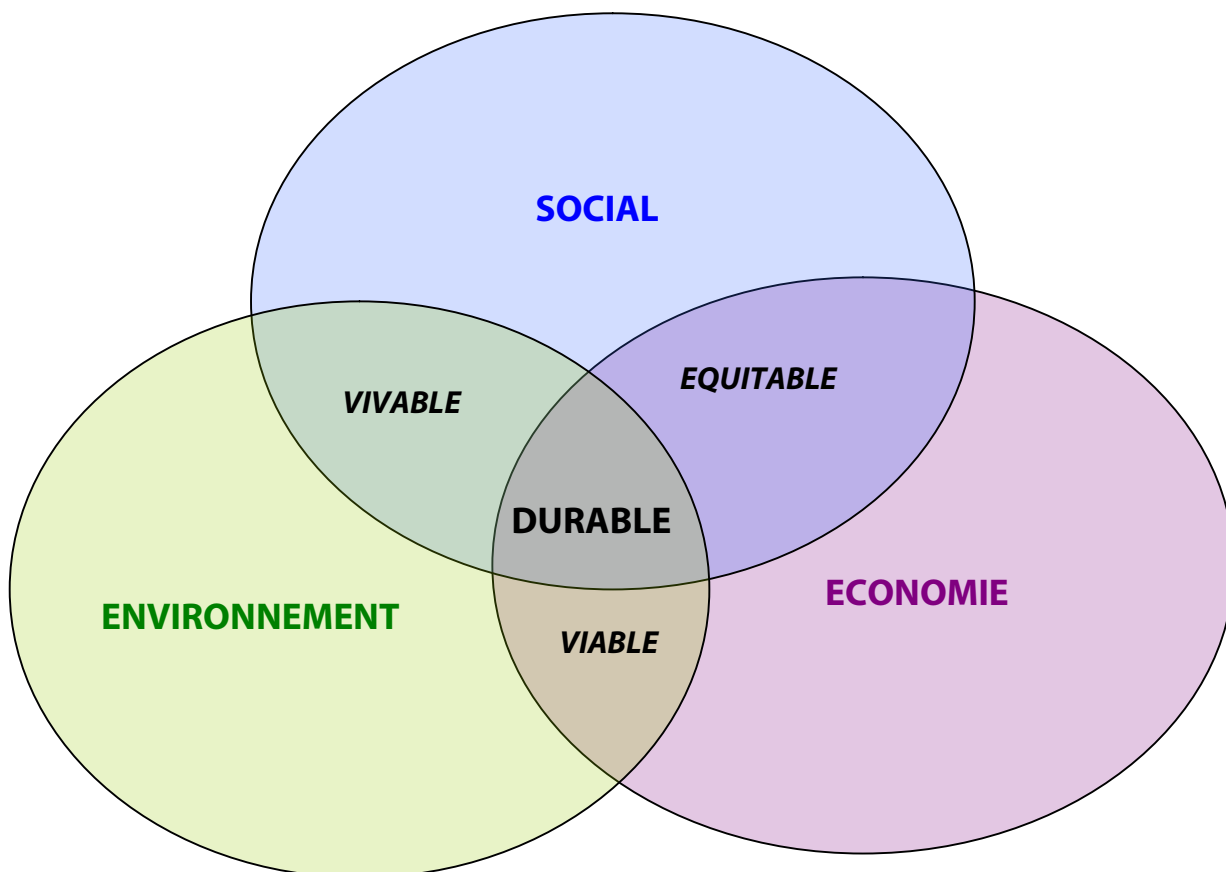 SOCIAL
EQUITABLE
VIVABLE
DURABLE
ECONOMIE
ENVIRONNEMENT
VIABLE